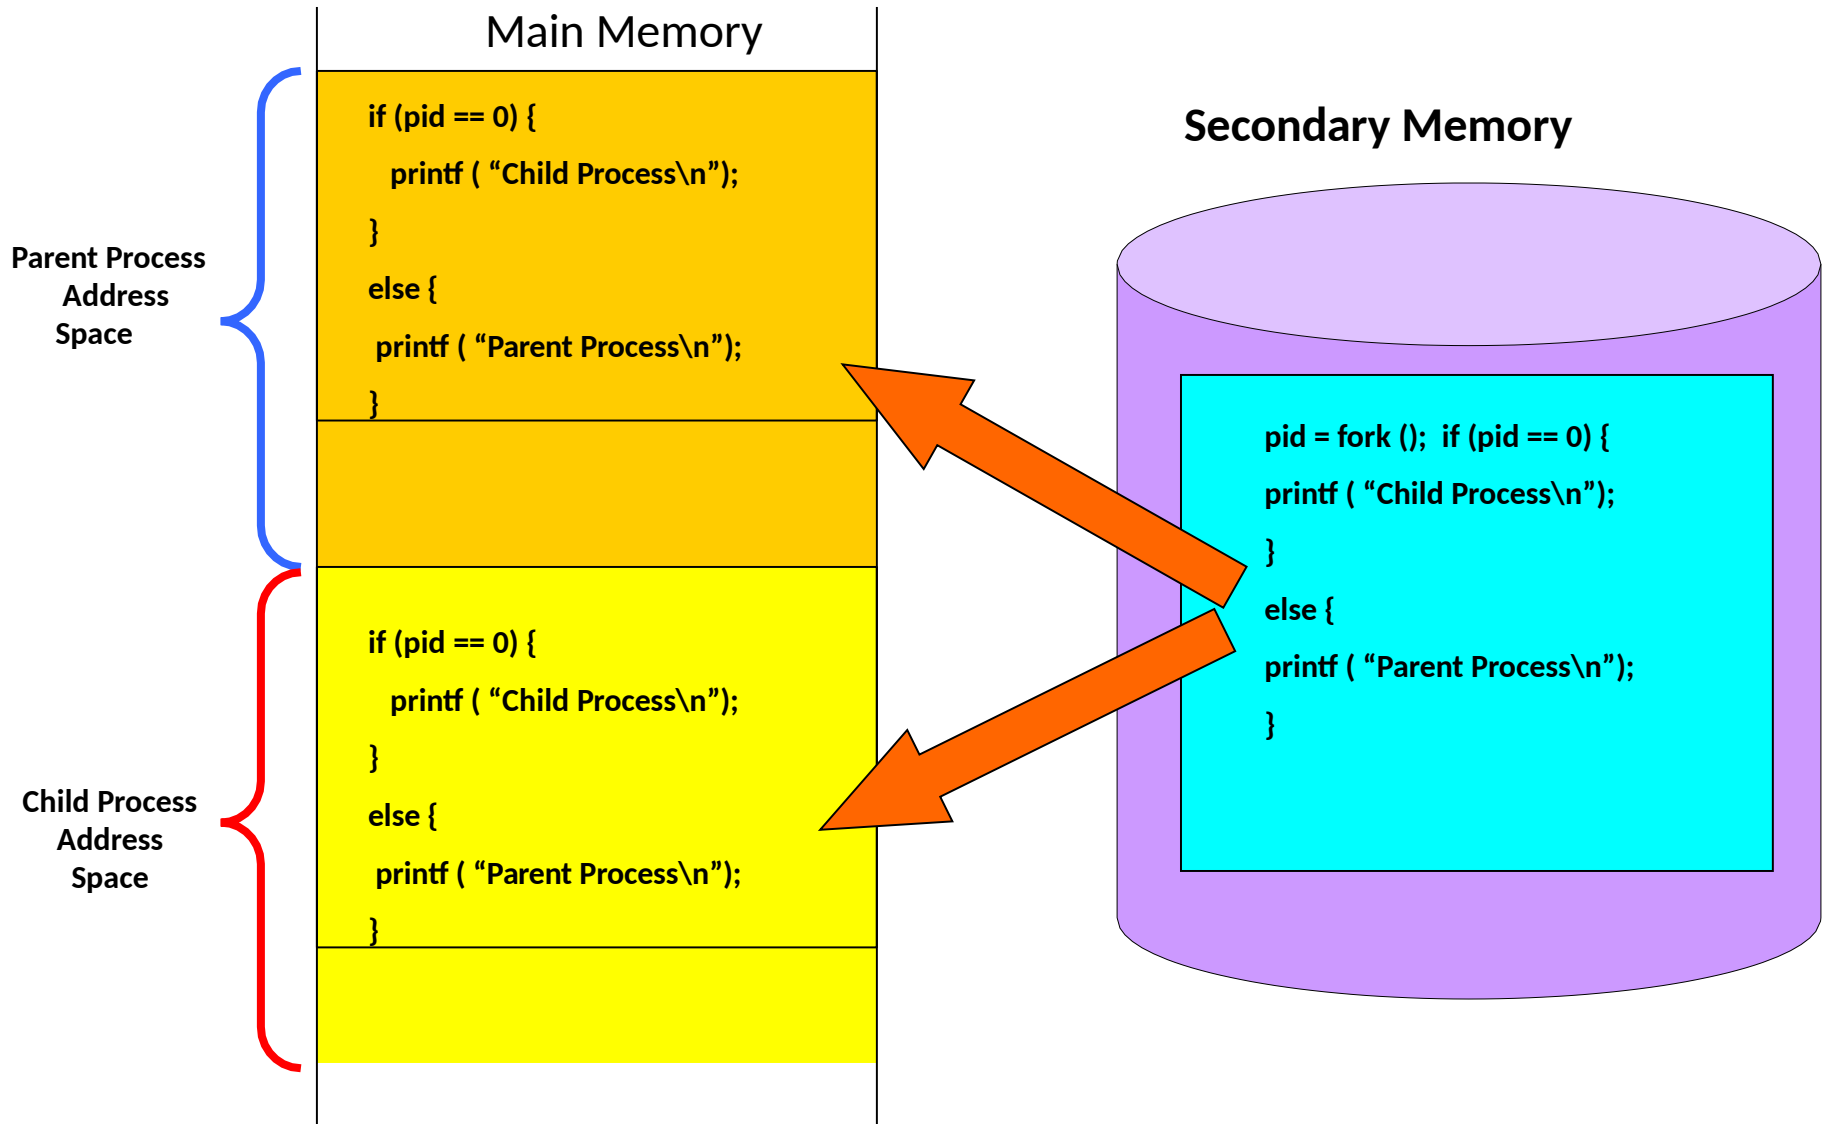 Main Memory
if (pid == 0) {
printf ( “Child Process\n”);
}
else {
printf ( “Parent Process\n”);
}
Parent Process
Address
Space
if (pid == 0) {
printf ( “Child Process\n”);
}
else {
printf ( “Parent Process\n”);
}
Child Process
Address
Space
Secondary Memory
pid = fork ();  if (pid == 0) {
printf ( “Child Process\n”);
}
else {
printf ( “Parent Process\n”);
}